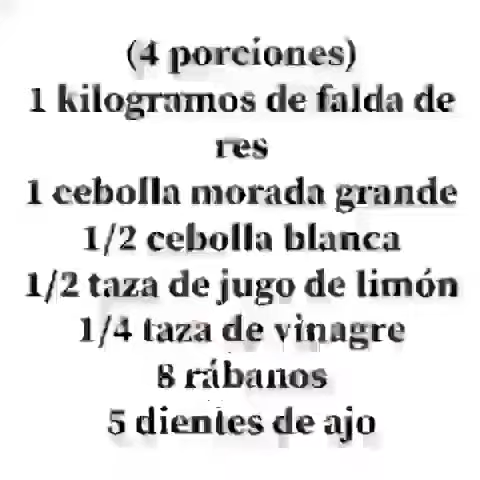 (4 porciones)
1 kilogramos de falda de
res
1 cebolla morada grande
1/2 cebolla blanca
1/2 taza de jugo de limón
1/4 taza de vinagre
8 rábanos
5 dientes de ajo